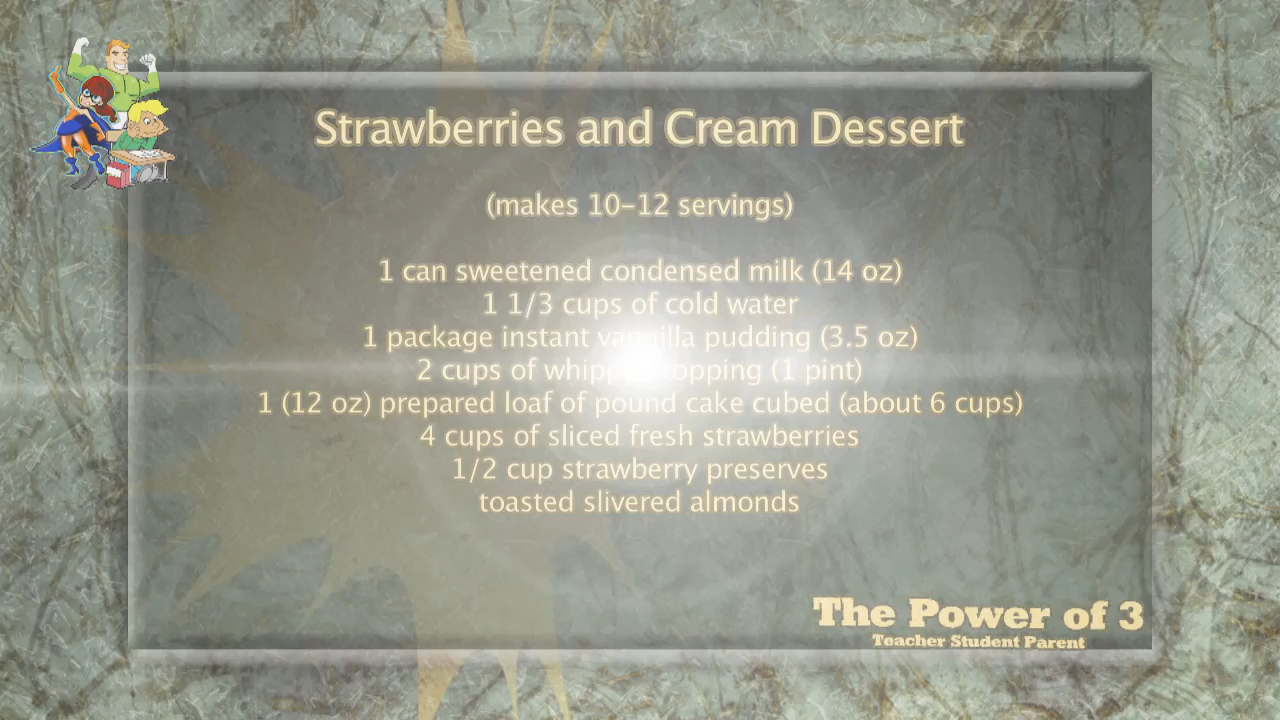 Strawberries and Cream Dessert
(makes 10-12 servings)
1 can sweetened condensed milk (14 oz)
1 1/3 cups of cold water
1 package instant vannilla pudding (3.5 oz)
2 cups of whipped topping (1 pint)
1 (12 oz) prepared loaf of pound cake cubed (about 6 cups)
4 cups of sliced fresh strawberries
1/2 cup strawberry preserves
toasted slivered almonds
The Power of 3
Teacher Student Parent